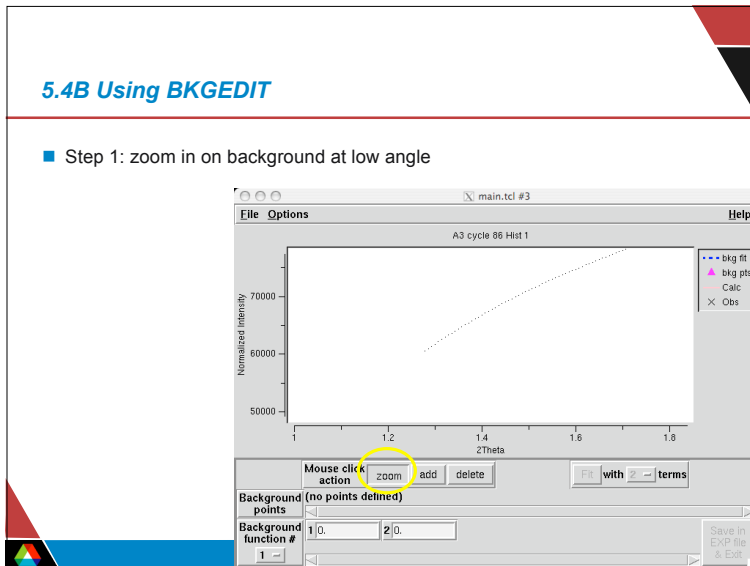 5.4B Using BKGEDIT
Step 1: zoom in on background at low angle
main.tcl #3
File Options Help
A3 cycle 86 Hist 1
bkg fit
bkg pts
Calc
Obs
Normalized Intensity
70000
60000
50000
1 1.2 1.4 1.6 1.8
2Theta
Mouse click
action zoom add delete Fit with 2 terms
Background (no points defined)
points
Background
function # 1 0. 2 0.
1
Save in
EXP file
& Exit